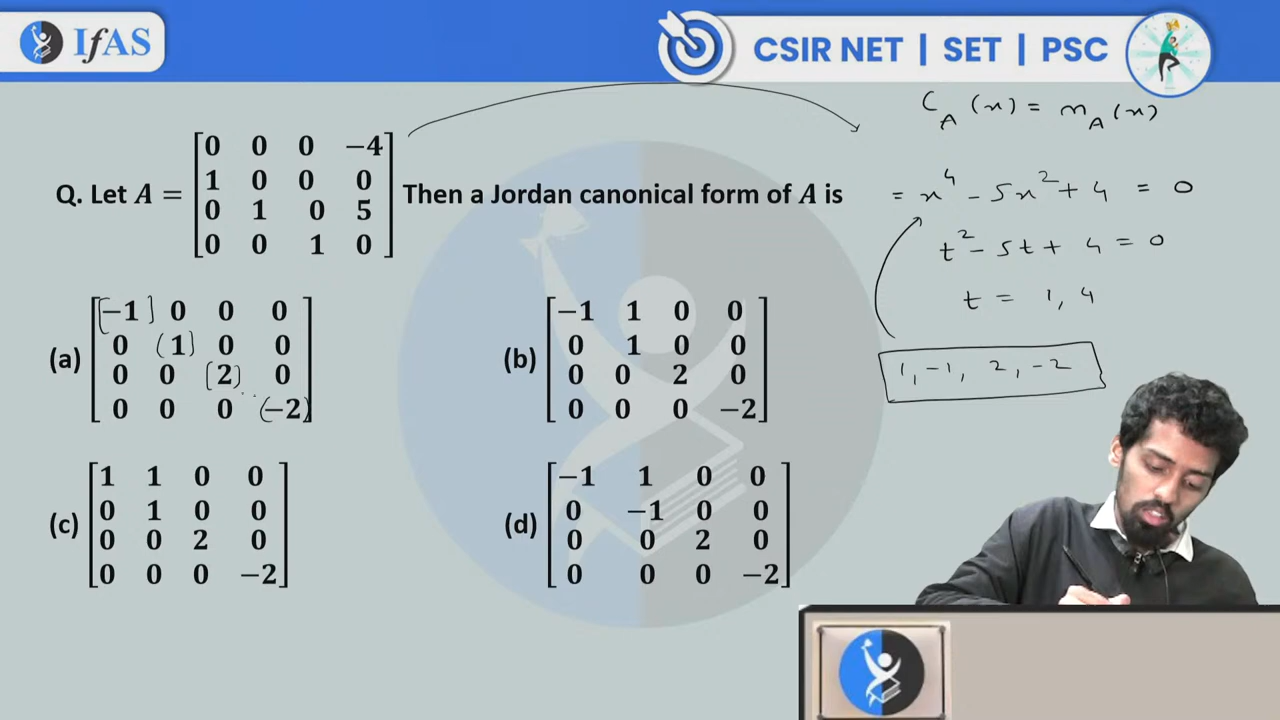 IfAS
CSIR NET | SET | PSC
Q. Let A = [0 0 0 −4
1 0 0 0
0 1 0 5
0 0 1 0] Then a Jordan canonical form of A is
(a) [−1 0 0 0
0 1 0 0
0 0 2 0
0 0 0 −2]
(b) [−1 1 0 0
0 1 0 0
0 0 2 0
0 0 0 −2]
(c) [1 1 0 0
0 1 0 0
0 0 2 0
0 0 0 −2]
(d) [−1 1 0 0
0 −1 0 0
0 0 2 0
0 0 0 −2]
C_A (x) = m_A (x)
= x⁴ − 5x² + 4 = 0
t² − 5t + 4 = 0
t = 1, 4
1, −1, 2, −2